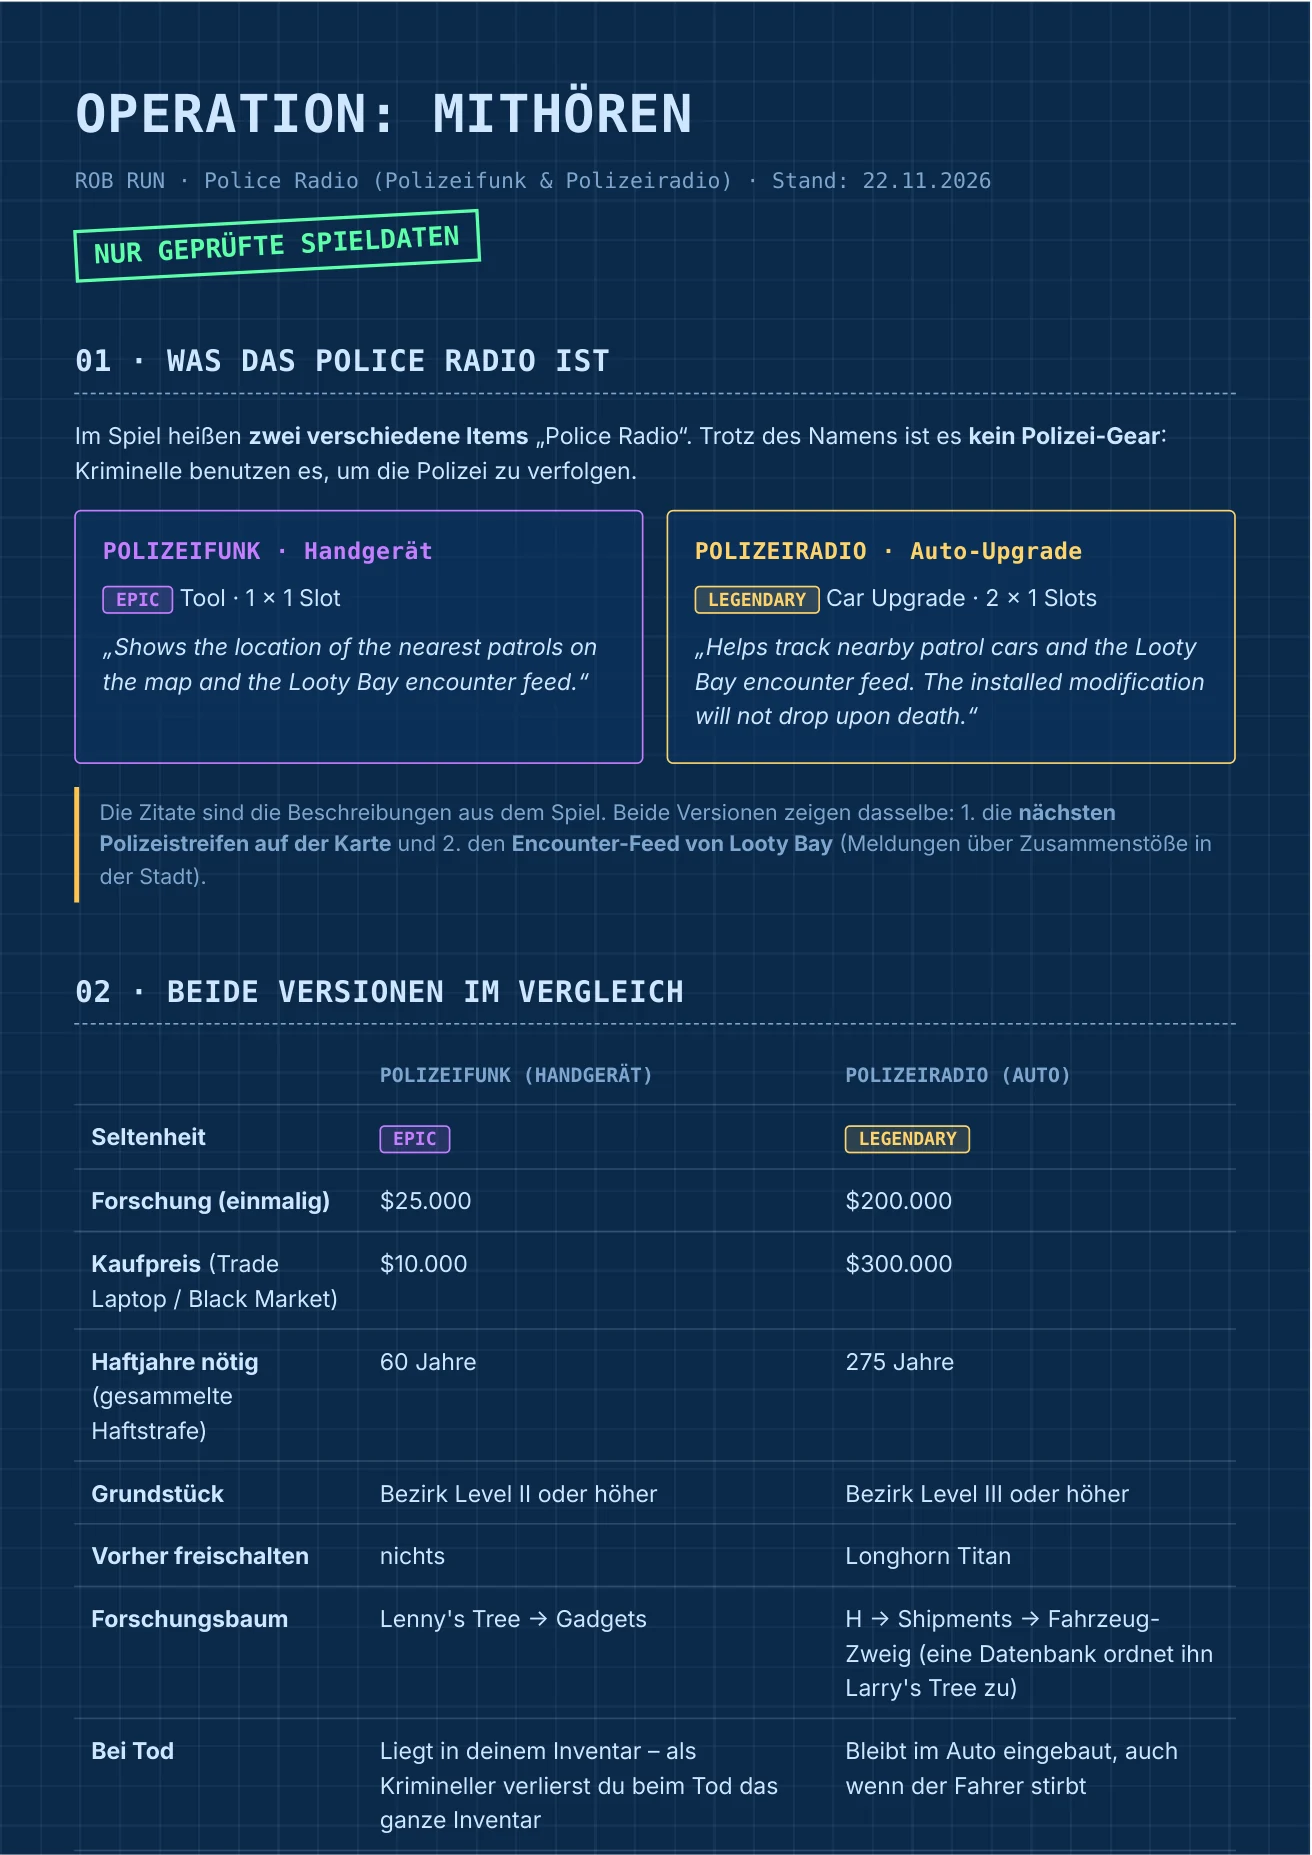 OPERATION: MITHÖREN
ROB RUN · Police Radio (Polizeifunk & Polizeiradio) · Stand: 22.11.2026
NUR GEPRÜFTE SPIELDATEN
01 · WAS DAS POLICE RADIO IST
Im Spiel heißen zwei verschiedene Items „Police Radio“. Trotz des Namens ist es kein Polizei-Gear:
Kriminelle benutzen es, um die Polizei zu verfolgen.
POLIZEIFUNK · Handgerät
EPIC Tool · 1 × 1 Slot
„Shows the location of the nearest patrols on
the map and the Looty Bay encounter feed.“
POLIZEIRADIO · Auto-Upgrade
LEGENDARY Car Upgrade · 2 × 1 Slots
„Helps track nearby patrol cars and the Looty
Bay encounter feed. The installed modification
will not drop upon death.“
Die Zitate sind die Beschreibungen aus dem Spiel. Beide Versionen zeigen dasselbe: 1. die nächsten
Polizeistreifen auf der Karte und 2. den Encounter-Feed von Looty Bay (Meldungen über Zusammenstöße in
der Stadt).
02 · BEIDE VERSIONEN IM VERGLEICH
POLIZEIFUNK (HANDGERÄT) POLIZEIRADIO (AUTO)
Seltenheit EPIC LEGENDARY
Forschung (einmalig) $25.000 $200.000
Kaufpreis (Trade $10.000 $300.000
Laptop / Black Market)
Haftjahre nötig 60 Jahre 275 Jahre
(gesammelte
Haftstrafe)
Grundstück Bezirk Level II oder höher Bezirk Level III oder höher
Vorher freischalten nichts Longhorn Titan
Forschungsbaum Lenny's Tree → Gadgets H → Shipments → Fahrzeug-
Zweig (eine Datenbank ordnet ihn
Larry's Tree zu)
Bei Tod Liegt in deinem Inventar – als Bleibt im Auto eingebaut, auch
Krimineller verlierst du beim Tod das wenn der Fahrer stirbt
ganze Inventar